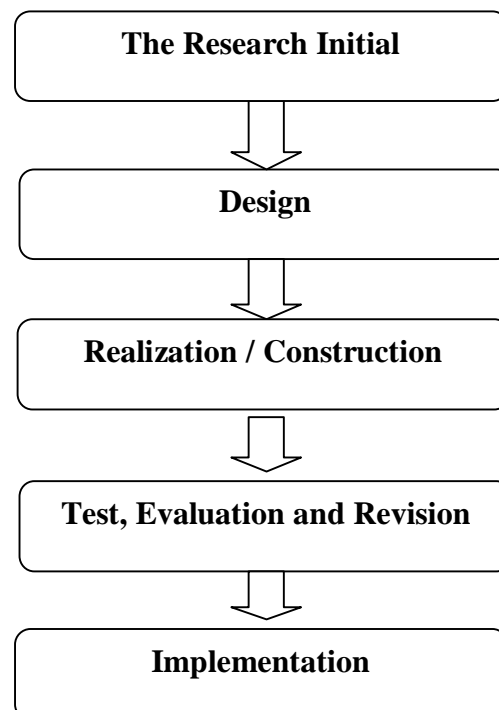 The Research Initial
Design
Realization / Construction
Test, Evaluation and Revision
Implementation